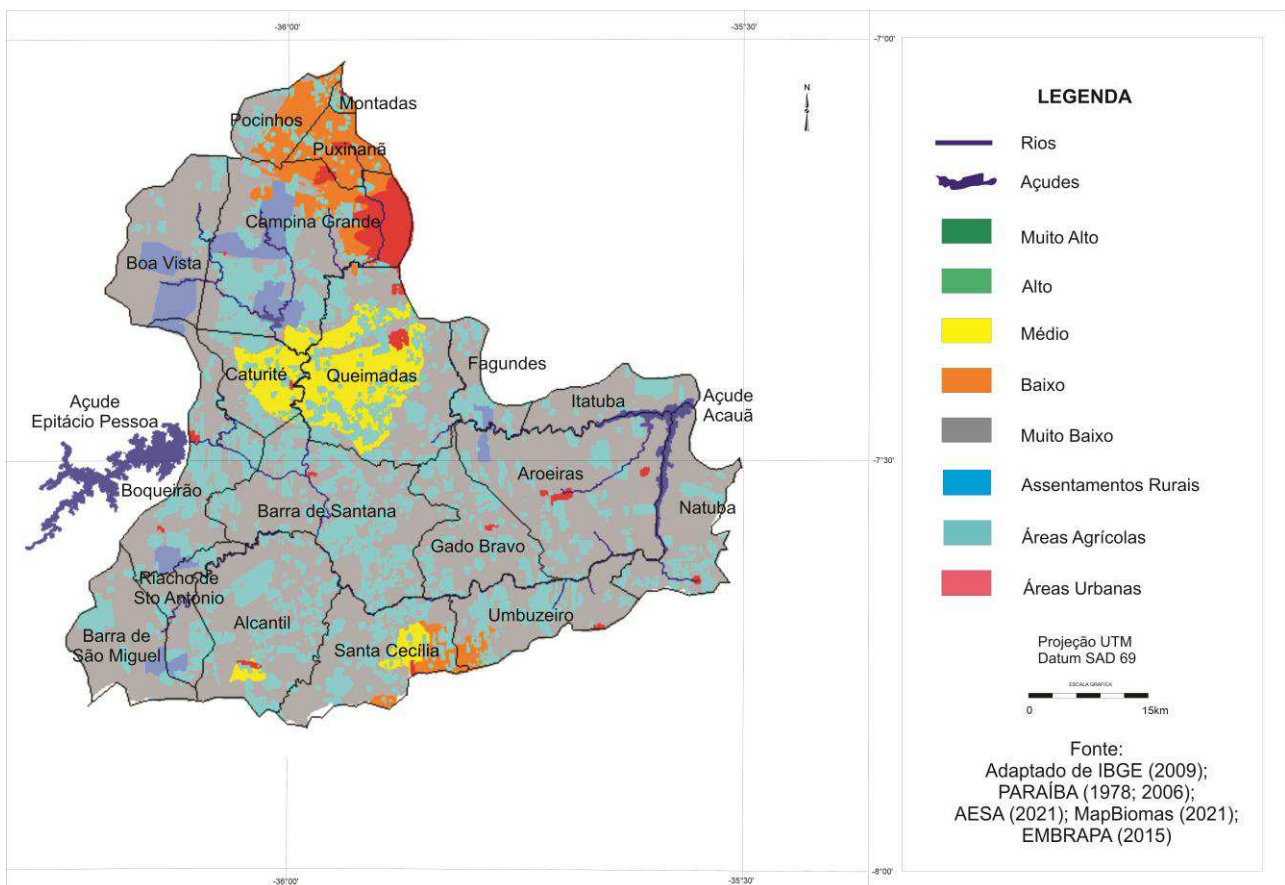 -36°00'
-35°30'
-7°00'
N
Montadas
Pocinhos
Puxinanã
Campina Grande
Boa Vista
Fagundes
Caturité
Queimadas
Itatuba
Açude
Acauã
Açude
Epitácio Pessoa
-7°30'
Aroeiras
Boqueirão
Natuba
Barra de Santana
Gado Bravo
Riacho de
Sto Antônio
Umbuzeiro
Alcantil
Barra de
São Miguel
Santa Cecília
-36°00'
-35°30'
-8°00'
LEGENDA
Rios
Açudes
Muito Alto
Alto
Médio
Baixo
Muito Baixo
Assentamentos Rurais
Áreas Agrícolas
Áreas Urbanas
Projeção UTM
Datum SAD 69
ESCALA GRAFICA
0 15km
Fonte:
Adaptado de IBGE (2009);
PARAÍBA (1978; 2006);
AESA (2021); MapBiomas (2021);
EMBRAPA (2015)